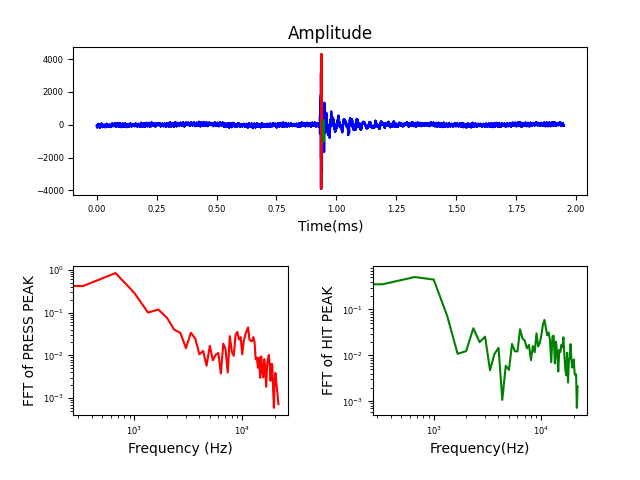 Amplitude
4000
2000
0
−2000
−4000
0.00 0.25 0.50 0.75 1.00 1.25 1.50 1.75 2.00
Time(ms)
FFT of PRESS PEAK
10⁰
10⁻¹
10⁻²
10⁻³
10³ 10⁴
Frequency (Hz)
FFT of HIT PEAK
10⁻¹
10⁻²
10⁻³
10³ 10⁴
Frequency(Hz)